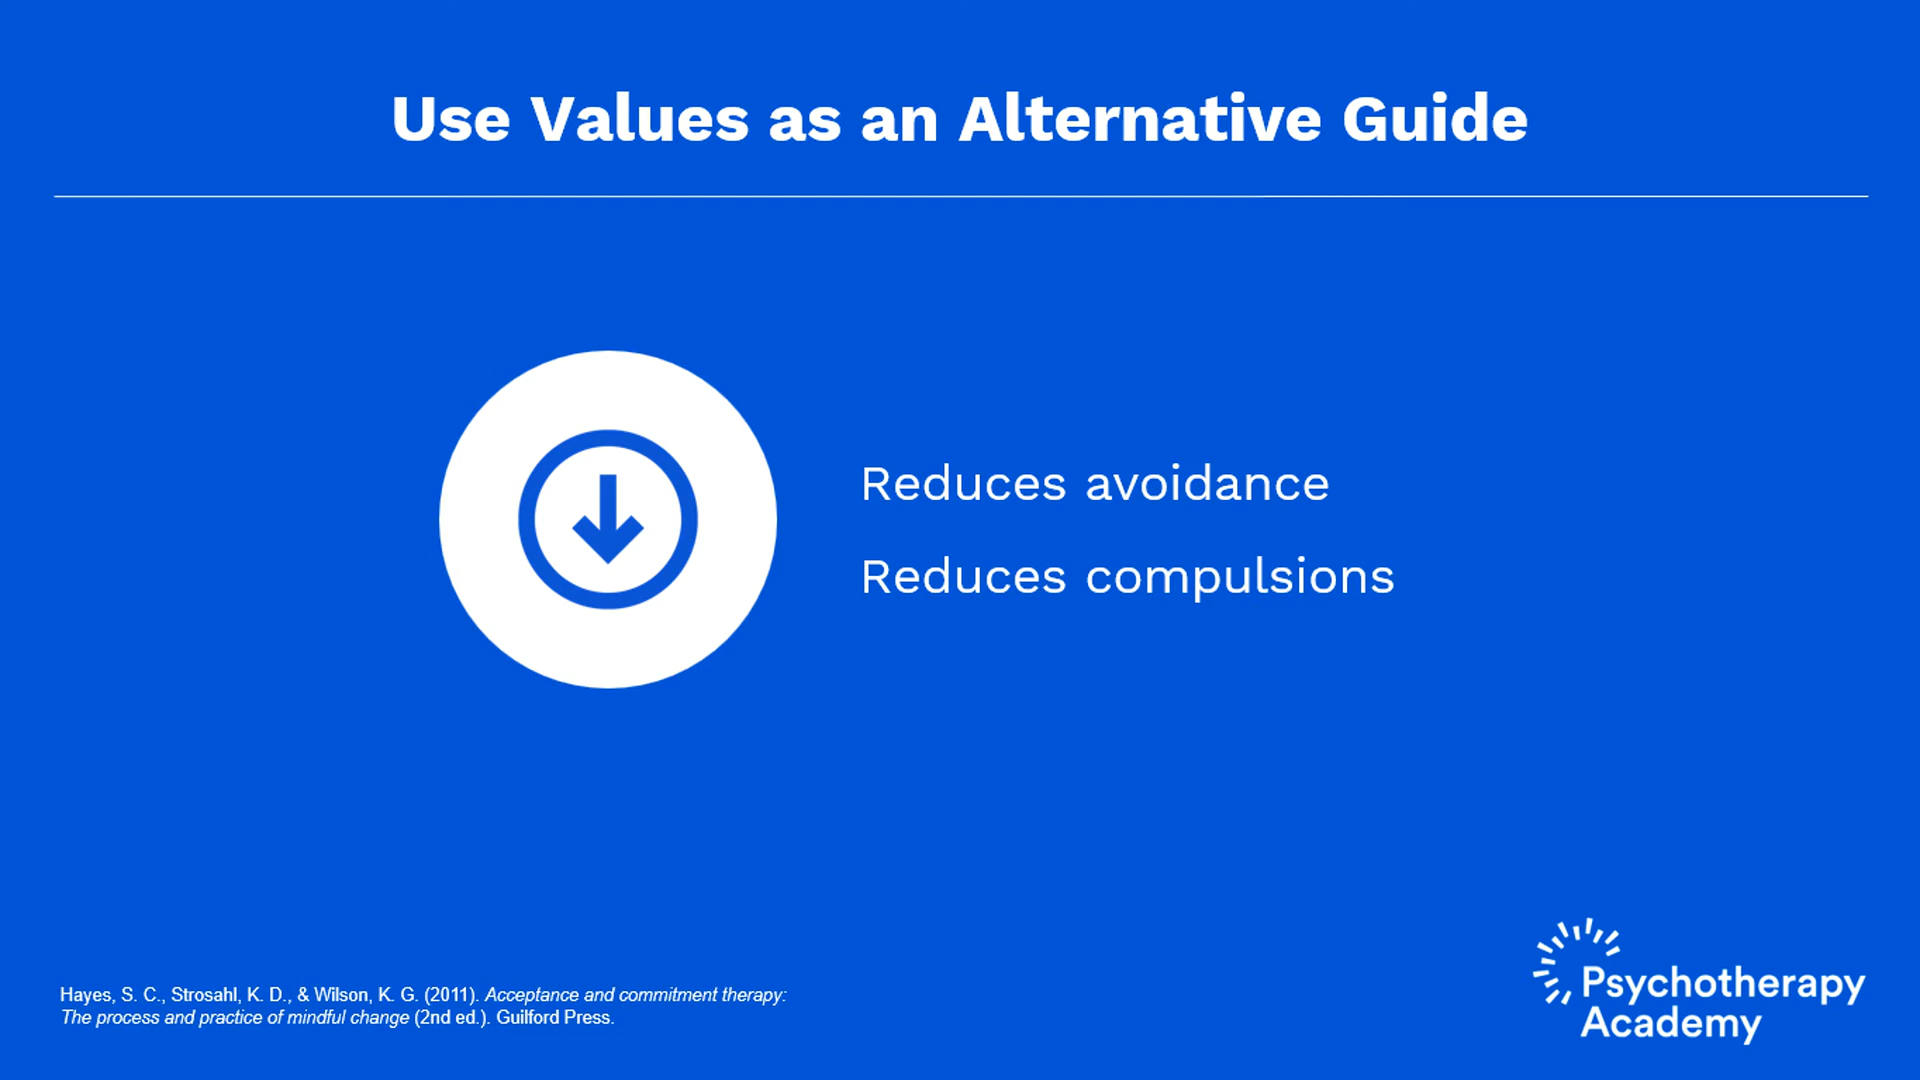 Use Values as an Alternative Guide
Reduces avoidance
Reduces compulsions
Hayes, S. C., Strosahl, K. D., & Wilson, K. G. (2011). Acceptance and commitment therapy:
The process and practice of mindful change (2nd ed.). Guilford Press.
Psychotherapy
Academy